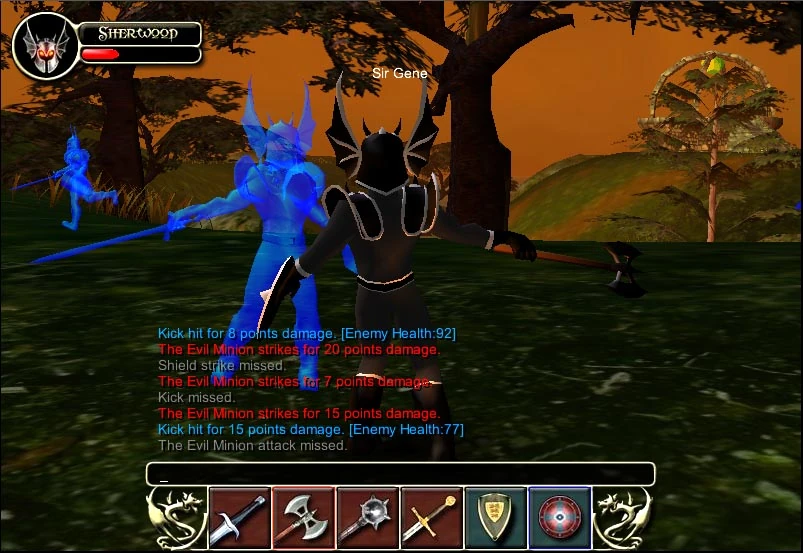 Sherwood
Sir Gene
Kick hit for 8 points damage. [Enemy Health:92]
The Evil Minion strikes for 20 points damage.
Shield strike missed.
The Evil Minion strikes for 7 points damage.
Kick missed.
The Evil Minion strikes for 15 points damage.
Kick hit for 15 points damage. [Enemy Health:77]
The Evil Minion attack missed.
_